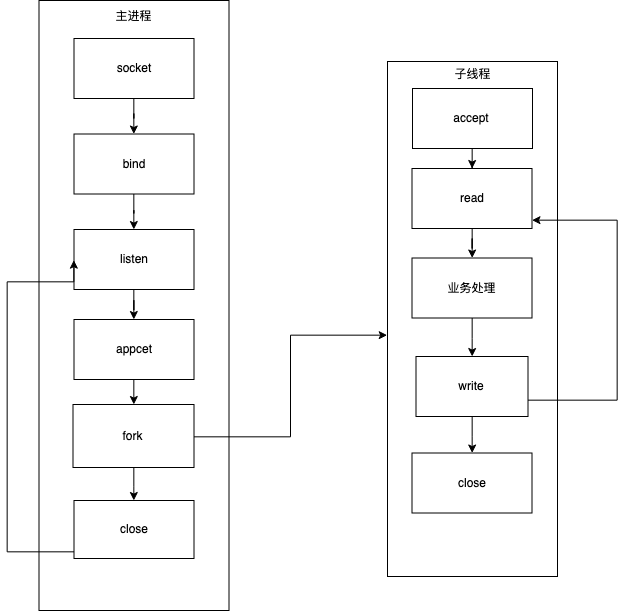 主进程
socket
bind
listen
appcet
fork
close
子线程
accept
read
业务处理
write
close